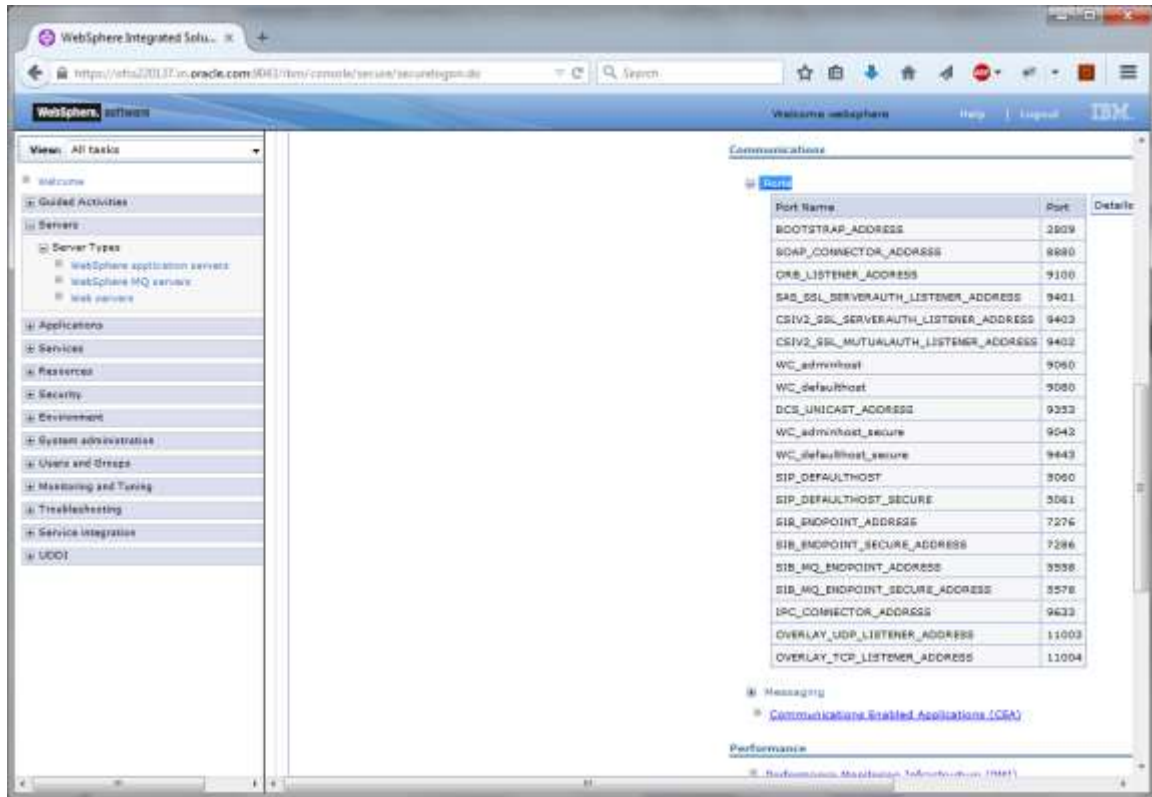 WebSphere Integrated Solu...
Search
WebSphere. software
Welcome websphere
Help
Logout
IBM.
View: All tasks
Welcome
Guided Activities
Servers
Server Types
WebSphere application servers
WebSphere MQ servers
Web servers
Applications
Services
Resources
Security
Environment
System administration
Users and Groups
Monitoring and Tuning
Troubleshooting
Service integration
UDDI
Communications
Ports
Port Name Port Details
BOOTSTRAP_ADDRESS 2809
SOAP_CONNECTOR_ADDRESS 8880
ORB_LISTENER_ADDRESS 9100
SAS_SSL_SERVERAUTH_LISTENER_ADDRESS 9401
CSIV2_SSL_SERVERAUTH_LISTENER_ADDRESS 9403
CSIV2_SSL_MUTUALAUTH_LISTENER_ADDRESS 9402
WC_adminhost 9060
WC_defaulthost 9080
DCS_UNICAST_ADDRESS 9353
WC_adminhost_secure 9043
WC_defaulthost_secure 9443
SIP_DEFAULTHOST 5060
SIP_DEFAULTHOST_SECURE 5061
SIB_ENDPOINT_ADDRESS 7276
SIB_ENDPOINT_SECURE_ADDRESS 7286
SIB_MQ_ENDPOINT_ADDRESS 5558
SIB_MQ_ENDPOINT_SECURE_ADDRESS 5578
IPC_CONNECTOR_ADDRESS 9633
OVERLAY_UDP_LISTENER_ADDRESS 11003
OVERLAY_TCP_LISTENER_ADDRESS 11004
Messaging
Communications Enabled Applications (CEA)
Performance
Performance Monitoring Infrastructure (PMI)